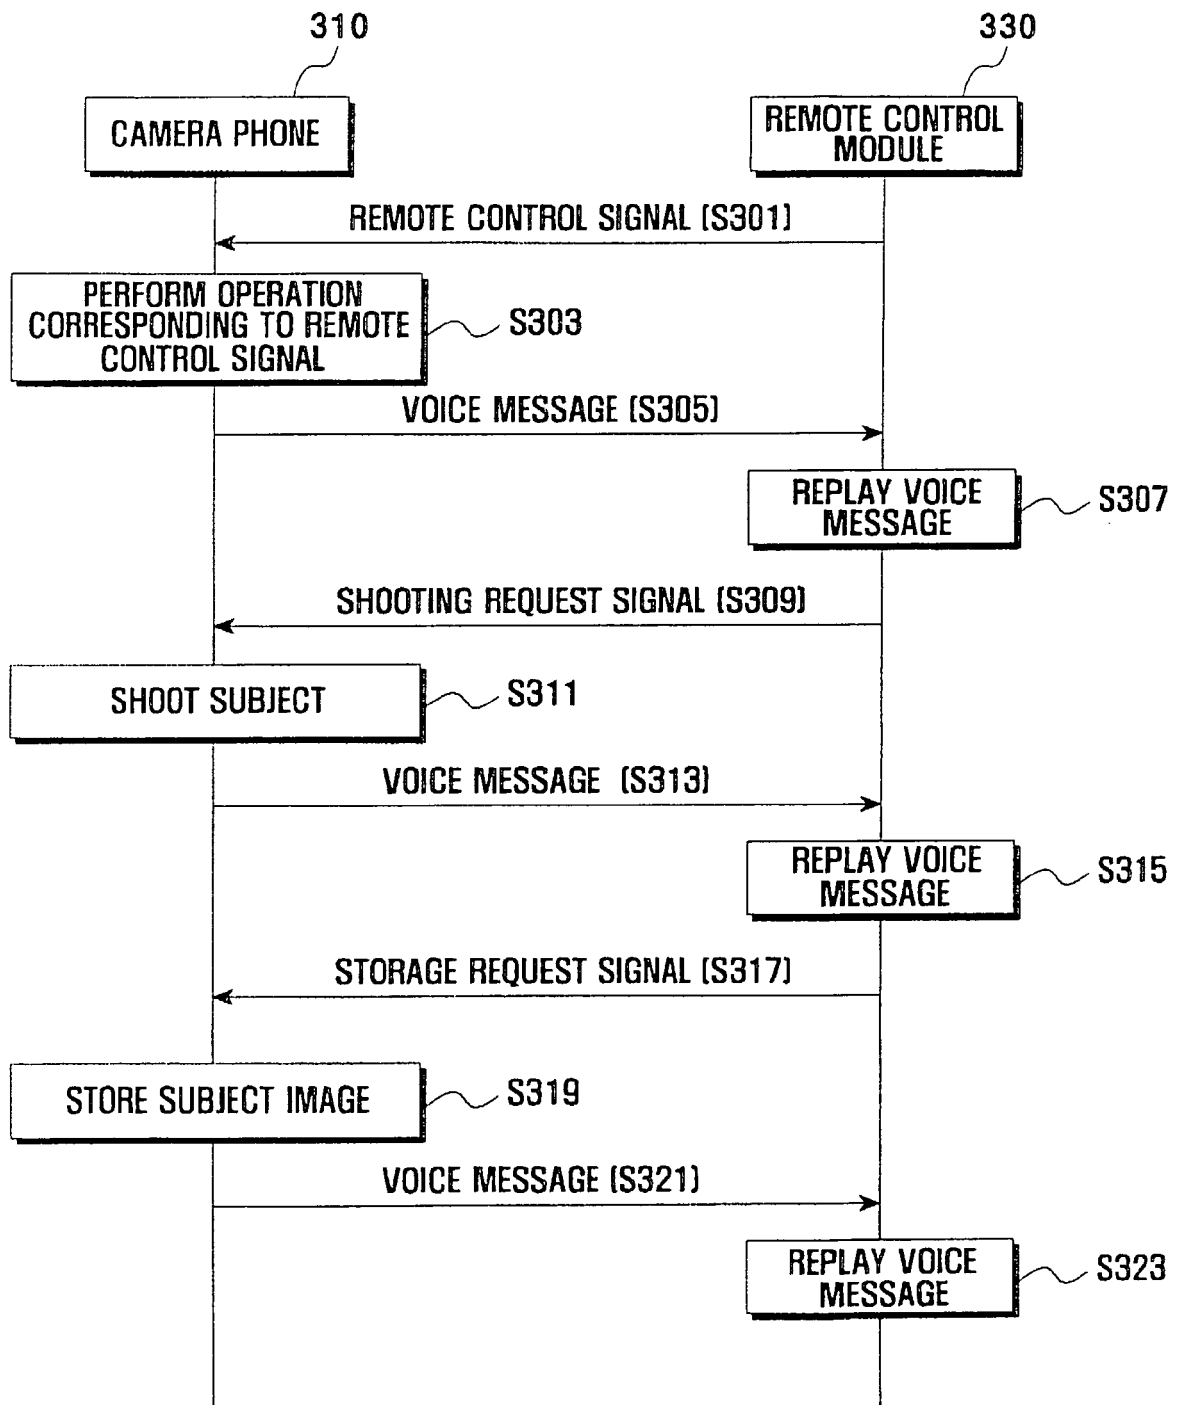 310
330
CAMERA PHONE
REMOTE CONTROL
MODULE
REMOTE CONTROL SIGNAL (S301)
PERFORM OPERATION
CORRESPONDING TO REMOTE
CONTROL SIGNAL
S303
VOICE MESSAGE (S305)
REPLAY VOICE
MESSAGE
S307
SHOOTING REQUEST SIGNAL (S309)
SHOOT SUBJECT
S311
VOICE MESSAGE (S313)
REPLAY VOICE
MESSAGE
S315
STORAGE REQUEST SIGNAL (S317)
STORE SUBJECT IMAGE
S319
VOICE MESSAGE (S321)
REPLAY VOICE
MESSAGE
S323